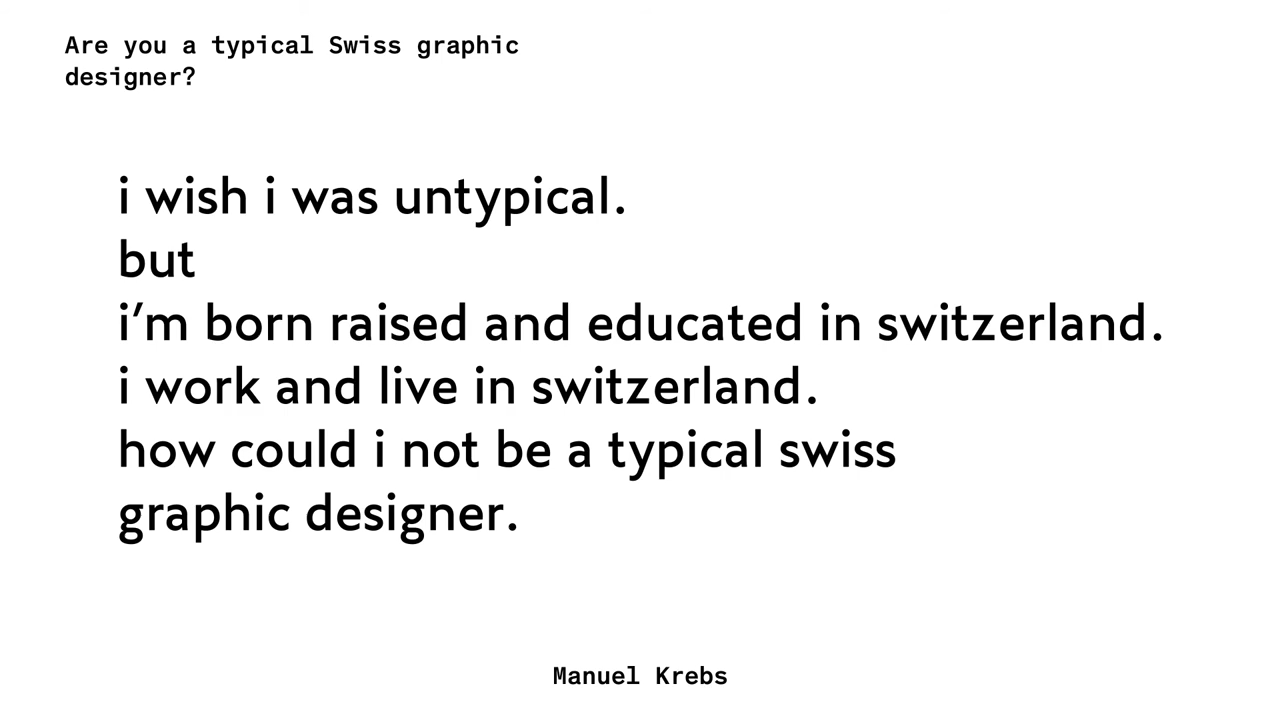 Are you a typical Swiss graphic
designer?
i wish i was untypical.
but
i’m born raised and educated in switzerland.
i work and live in switzerland.
how could i not be a typical swiss
graphic designer.
Manuel Krebs